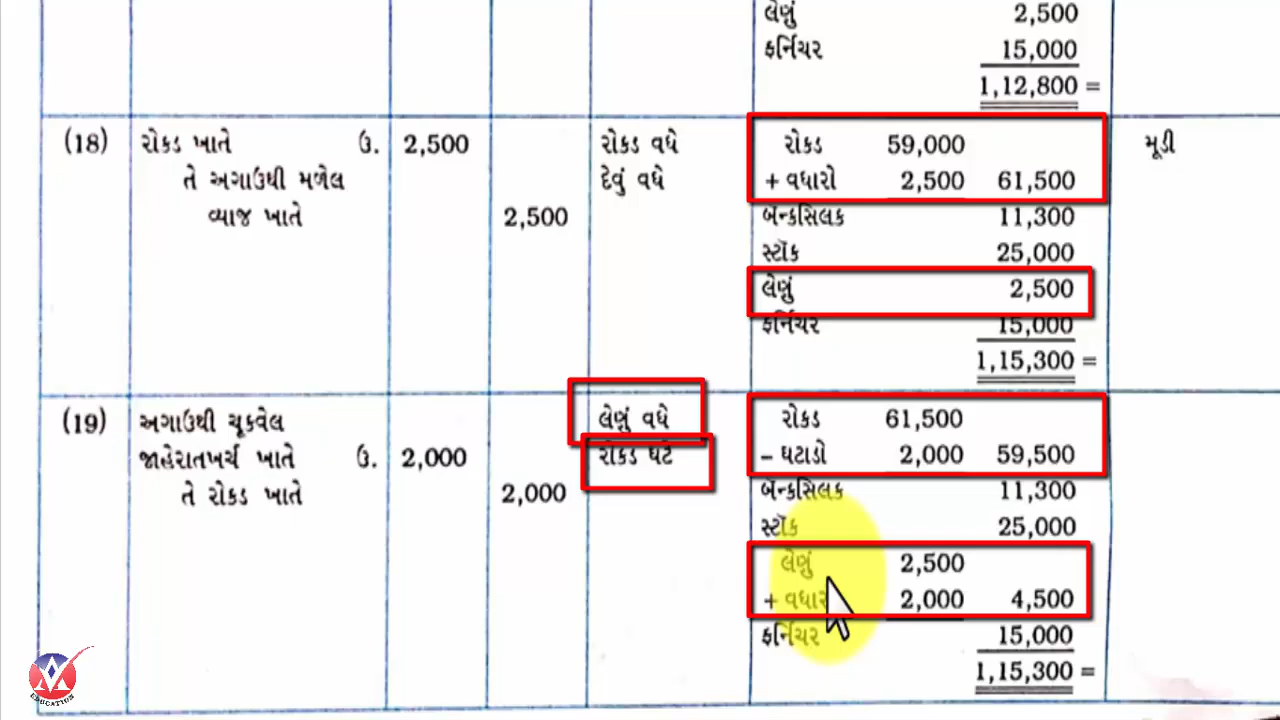 લેણું 2,500
ફર્નિચર 15,000
1,12,800 =
(18) રોકડ ખાતે ઉ. 2,500 રોકડ વધે રોકડ 59,000 મૂડી
તે અગાઉથી મળેલ દેવું વધે + વધારો 2,500 61,500
વ્યાજ ખાતે 2,500 બૅન્કસિલક 11,300
સ્ટૉક 25,000
લેણું 2,500
ફર્નિચર 15,000
1,15,300 =
(19) અગાઉથી ચૂકવેલ લેણું વધે રોકડ 61,500
જાહેરાતખર્ચ ખાતે ઉ. 2,000 રોકડ ઘટે – ઘટાડો 2,000 59,500
તે રોકડ ખાતે 2,000 બૅન્કસિલક 11,300
સ્ટૉક 25,000
લેણું 2,500
+ વધારો 2,000 4,500
ફર્નિચર 15,000
1,15,300 =
EDUCATION